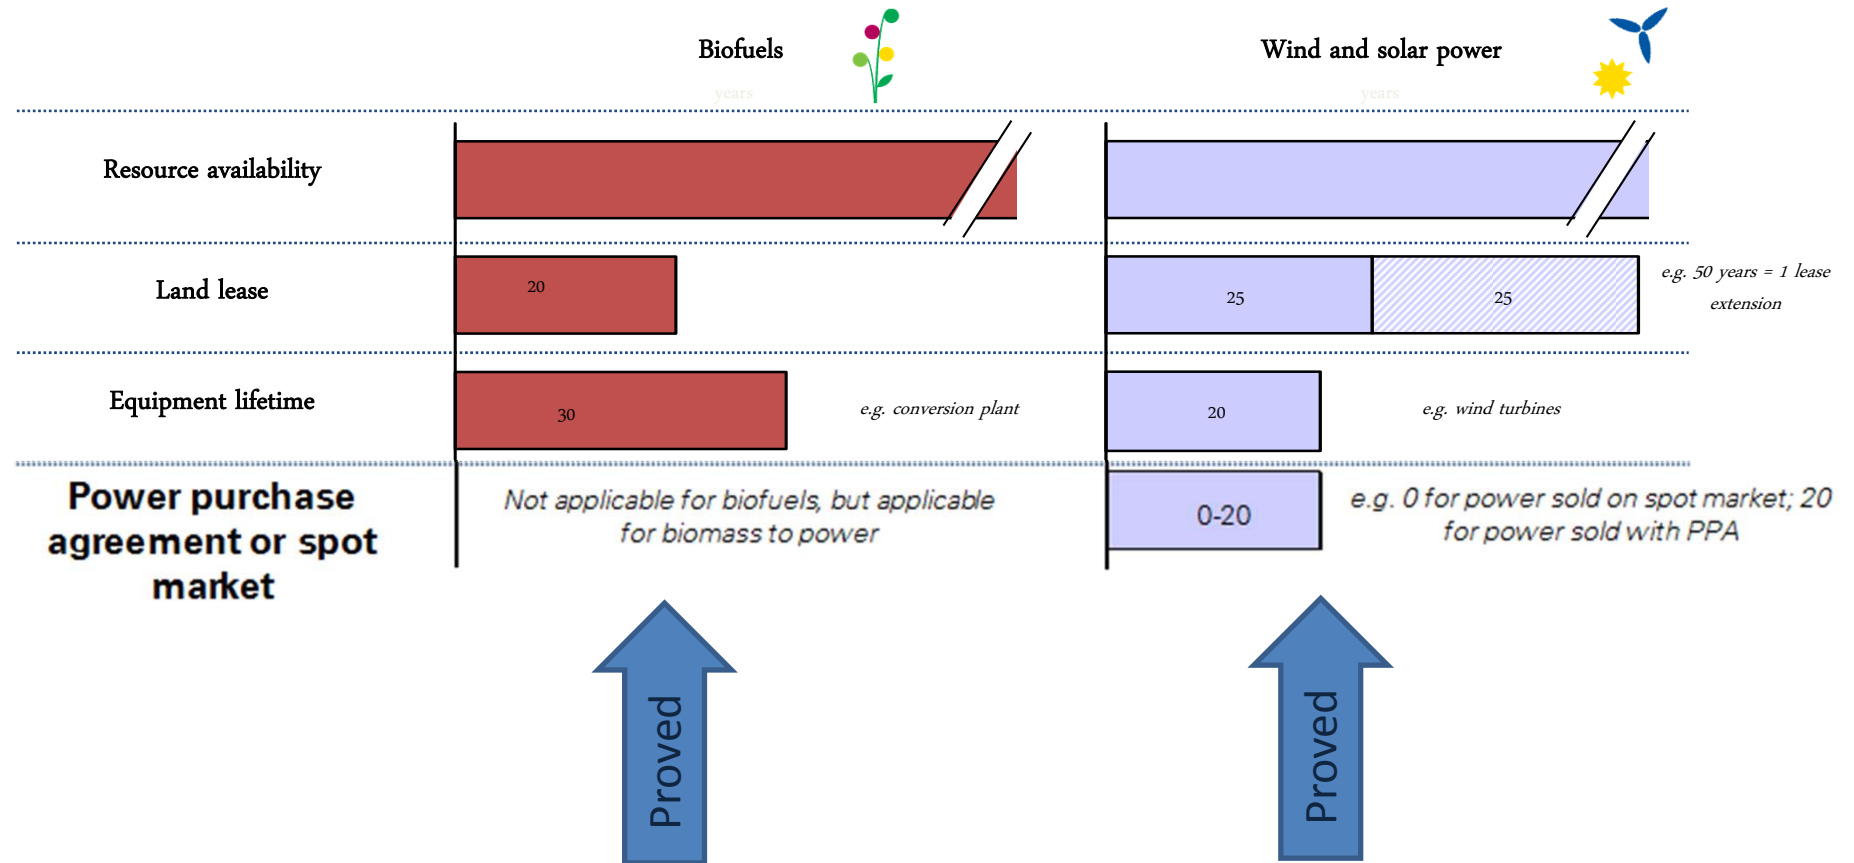 Biofuels
Wind and solar power
years
years
Resource availability
Land lease
20
25
25
e.g. 50 years = 1 lease
extension
Equipment lifetime
30
e.g. conversion plant
20
e.g. wind turbines
Power purchase
agreement or spot
market
Not applicable for biofuels, but applicable
for biomass to power
0-20
e.g. 0 for power sold on spot market; 20
for power sold with PPA
Proved
Proved